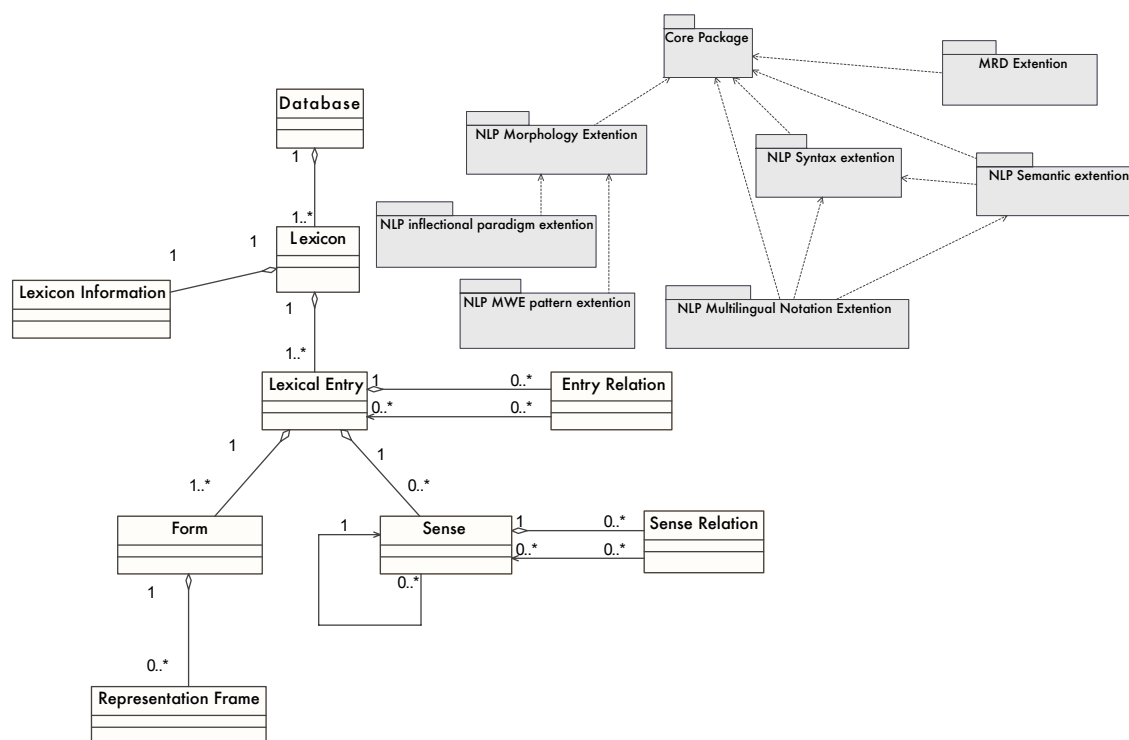 Core Package
MRD Extention
Database
NLP Morphology Extention
NLP Syntax extention
1
NLP Semantic extention
1..*
NLP inflectional paradigm extention
Lexicon
1
1
Lexicon Information
1
NLP MWE pattern extention
NLP Multilingual Notation Extention
1..*
Lexical Entry
1
0..*
Entry Relation
0..*
0..*
1
1
1..*
0..*
Form
1
Sense
1
0..*
Sense Relation
0..*
0..*
0..*
1
0..*
Representation Frame